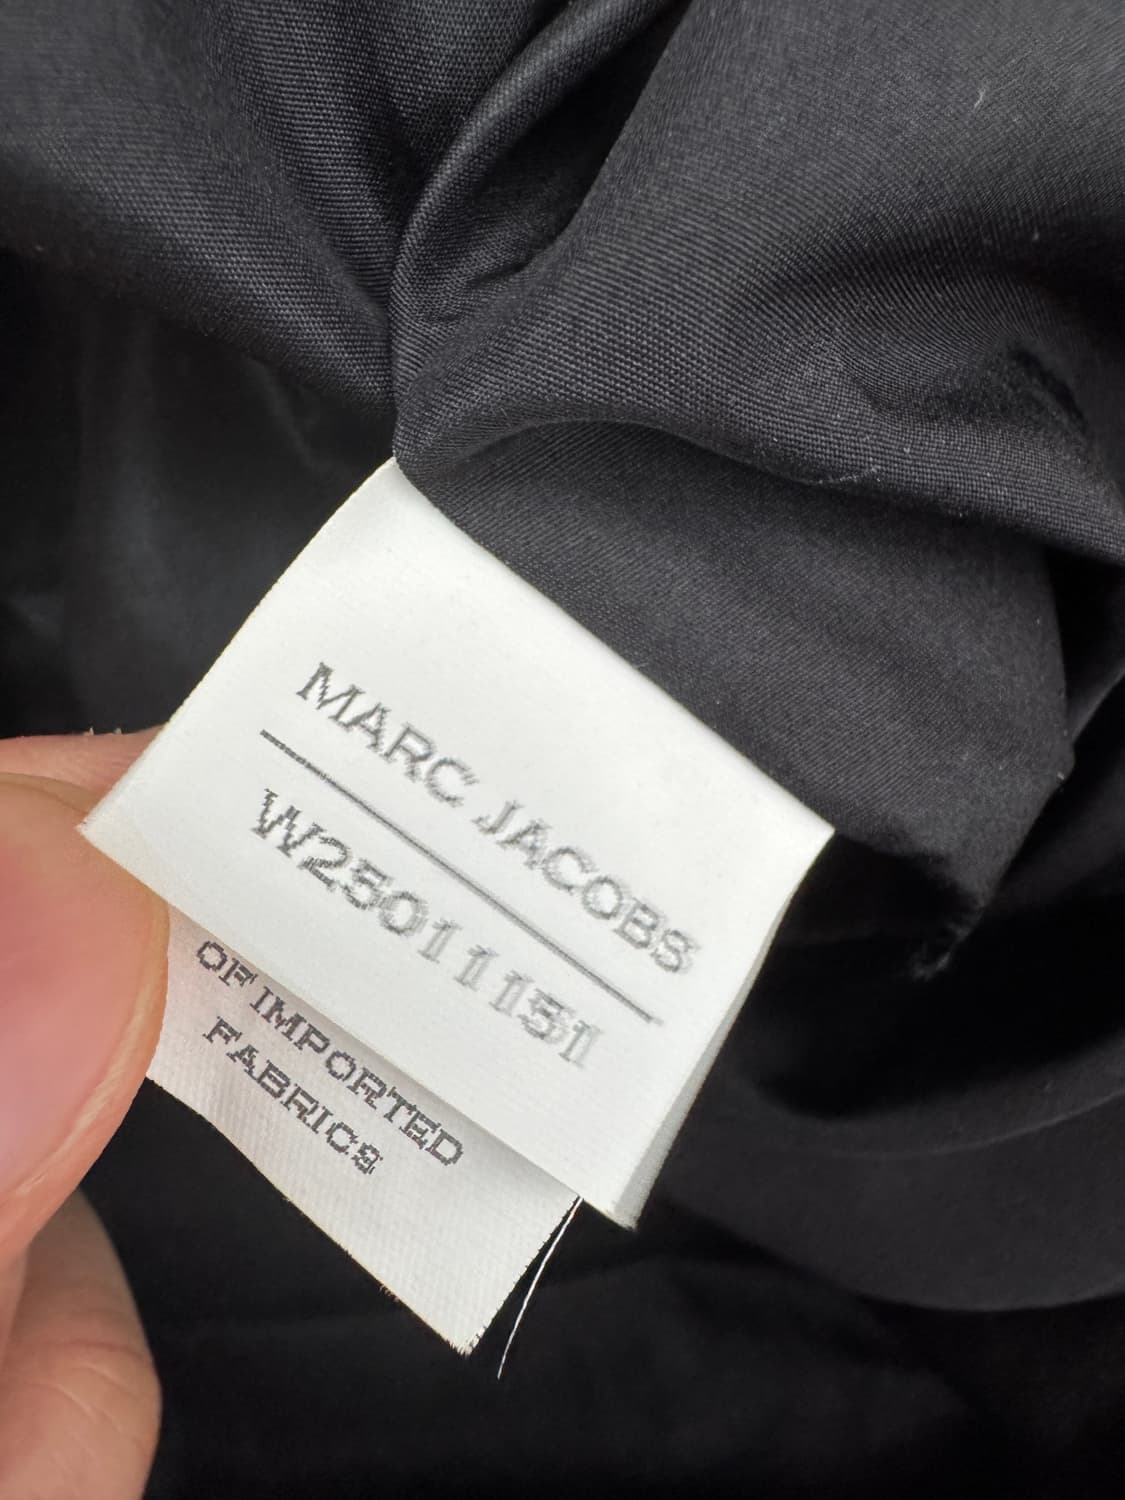 MARC JACOBS
W25011151
OF IMPORTED
FABRICS